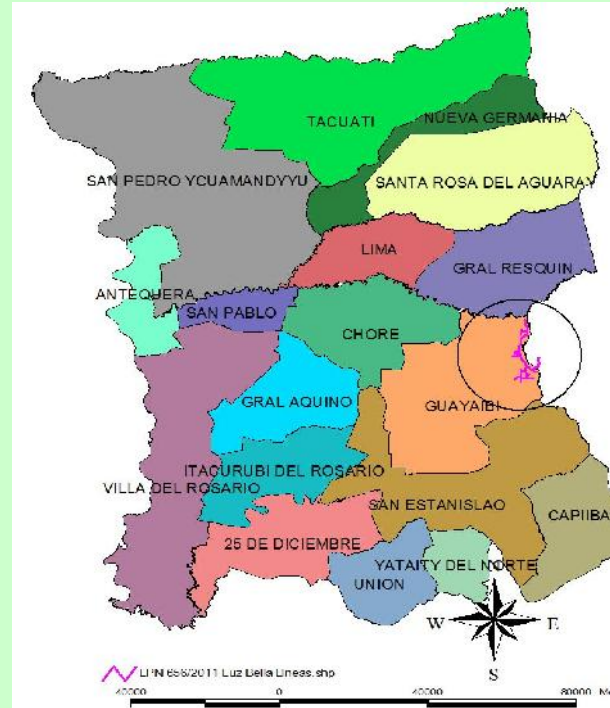 TACUATI
NUEVA GERMANIA
SAN PEDRO YCUAMANDYYU
SANTA ROSA DEL AGUARAY
LIMA
GRAL RESQUIN
ANTEQUERA
SAN PABLO
CHORE
GRAL AQUINO
GUAYAIBI
ITACURUBI DEL ROSARIO
VILLA DEL ROSARIO
SAN ESTANISLAO
CAPIIBA
25 DE DICIEMBRE
YATAITY DEL NORTE
UNION
W E
S
LPN 656/2011 Luz Bella Lineas.shp
40000 0 40000 80000